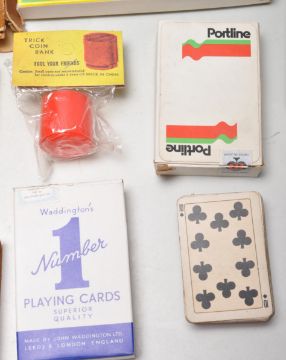 TRICK
COIN
BANK
FOOL YOUR FRIENDS
Portline
Portline
Waddington's
Number
1
PLAYING CARDS
SUPERIOR
QUALITY
MADE BY JOHN WADDINGTON LTD.
LEEDS & LONDON ENGLAND